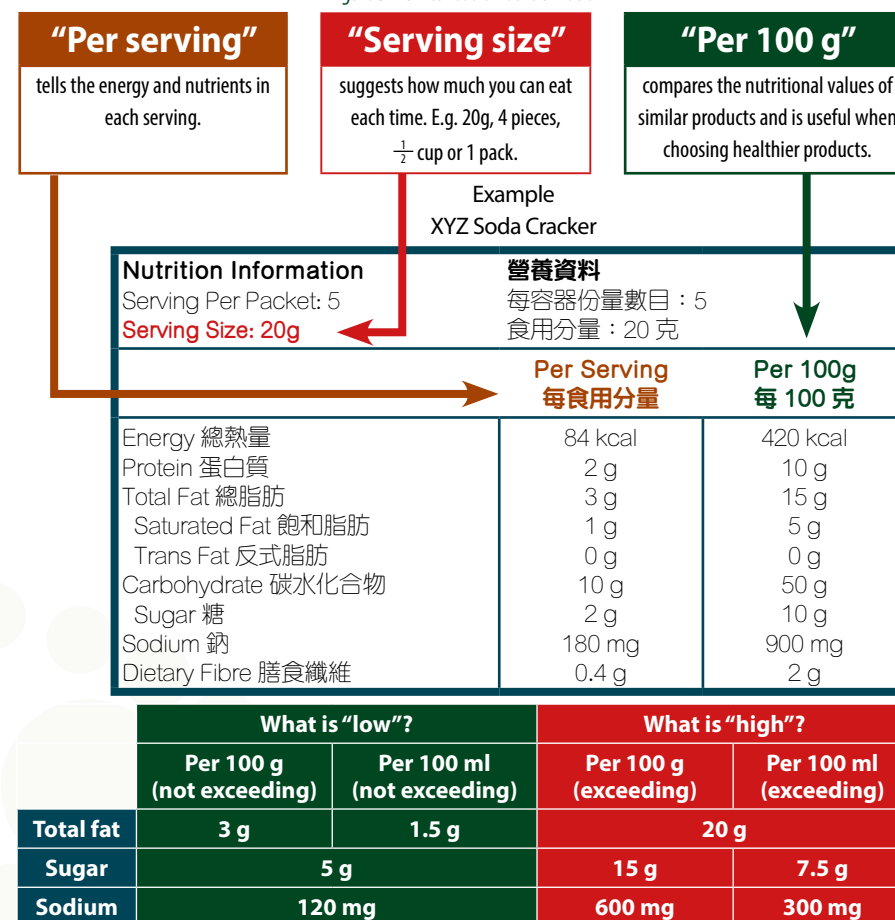 “Per serving”
tells the energy and nutrients in
each serving.
“Serving size”
suggests how much you can eat
each time. E.g. 20g, 4 pieces,
1/2 cup or 1 pack.
“Per 100 g”
compares the nutritional values of
similar products and is useful when
choosing healthier products.
Example
XYZ Soda Cracker
Nutrition Information 營養資料
Serving Per Packet: 5 每容器份量數目：5
Serving Size: 20g 食用分量：20 克
Per Serving Per 100g
每食用分量 每 100 克
Energy 總熱量 84 kcal 420 kcal
Protein 蛋白質 2 g 10 g
Total Fat 總脂肪 3 g 15 g
Saturated Fat 飽和脂肪 1 g 5 g
Trans Fat 反式脂肪 0 g 0 g
Carbohydrate 碳水化合物 10 g 50 g
Sugar 糖 2 g 10 g
Sodium 鈉 180 mg 900 mg
Dietary Fibre 膳食纖維 0.4 g 2 g
What is “low”? What is “high”?
Per 100 g Per 100 ml Per 100 g Per 100 ml
(not exceeding) (not exceeding) (exceeding) (exceeding)
Total fat 3 g 1.5 g 20 g
Sugar 5 g 15 g 7.5 g
Sodium 120 mg 600 mg 300 mg